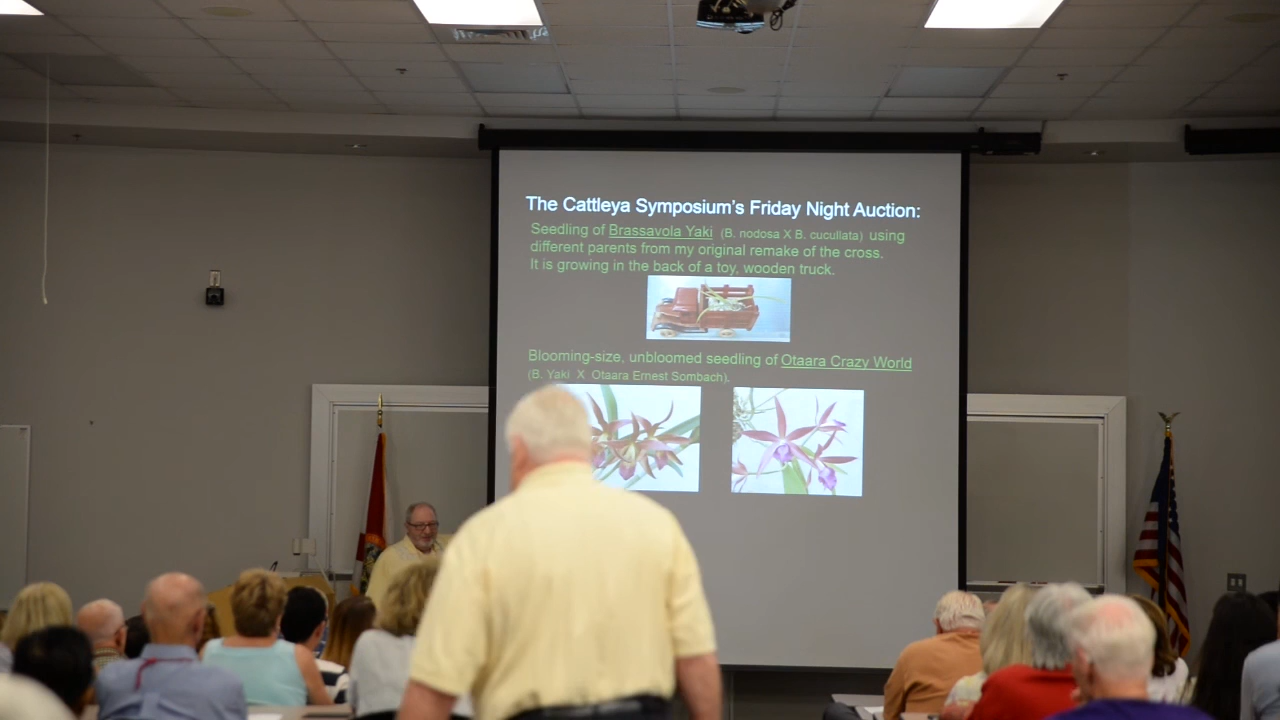 The Cattleya Symposium's Friday Night Auction:
Seedling of Brassavola Yaki (B. nodosa X B. cucullata) using
different parents from my original remake of the cross.
It is growing in the back of a toy, wooden truck.
Blooming-size, unbloomed seedling of Otaara Crazy World
(B. Yaki X Otaara Ernest Sombach).